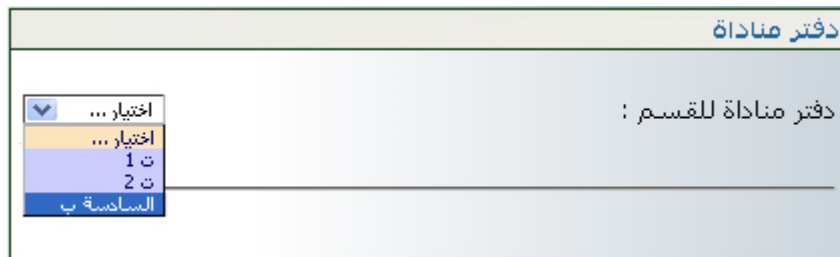 دفتر مناداة
دفتر مناداة للقسم :
اختيار ...
اختيار ...
ت 1
ت 2
السادسة ب